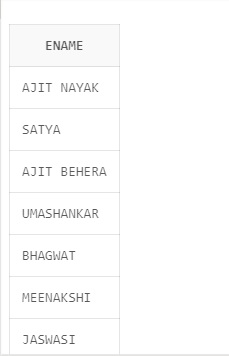 ENAME
AJIT NAYAK
SATYA
AJIT BEHERA
UMASHANKAR
BHAGWAT
MEENAKSHI
JASWASI